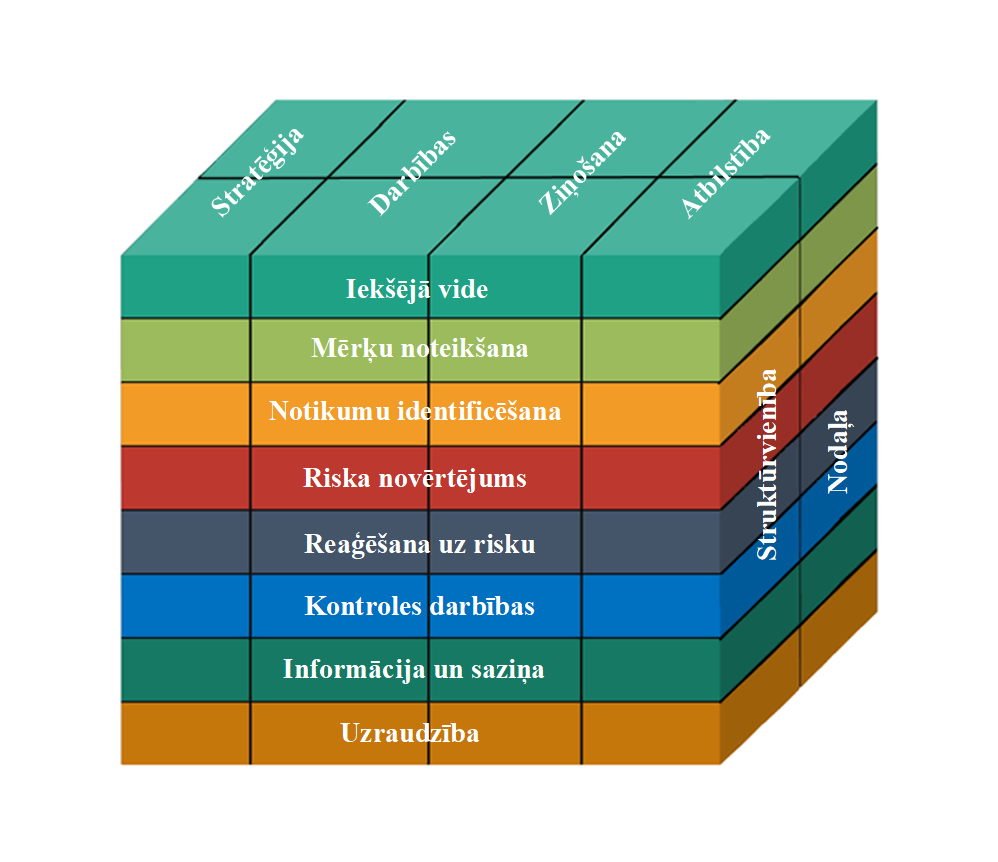 Stratēģija
Darbības
Ziņošana
Atbilstība
Iekšējā vide
Mērķu noteikšana
Notikumu identificēšana
Riska novērtējums
Reaģēšana uz risku
Kontroles darbības
Informācija un saziņa
Uzraudzība
Struktūrvienība
Nodaļa